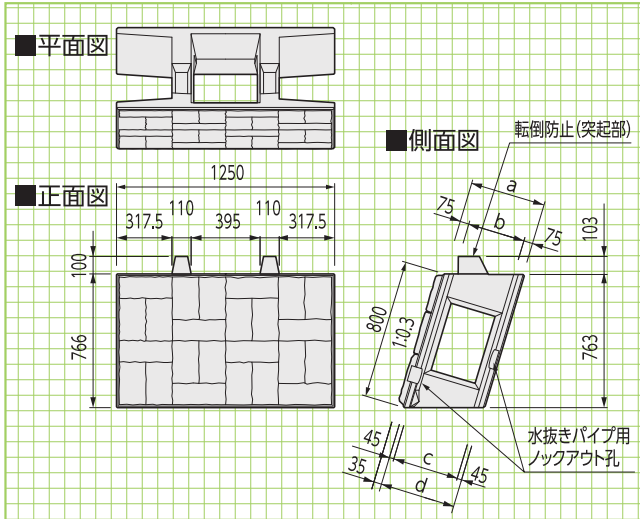 ■平面図
■正面図
1250
317.5
110
395
110
317.5
100
766
■側面図
転倒防止(突起部)
a
75
b
75
103
800
1:0.3
763
45
35
c
d
45
水抜きパイプ用
ノックアウト孔